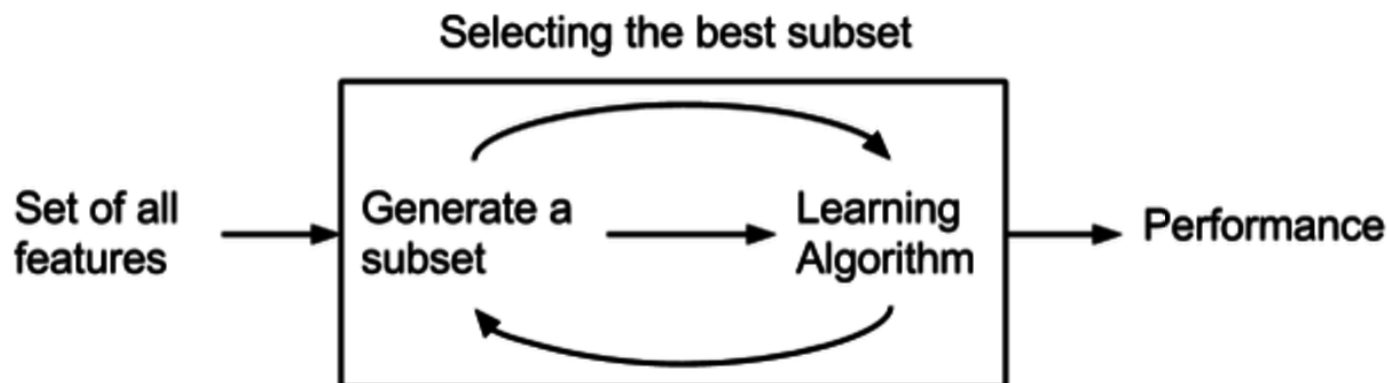 Selecting the best subset
Set of all
features
Generate a
subset
Learning
Algorithm
Performance